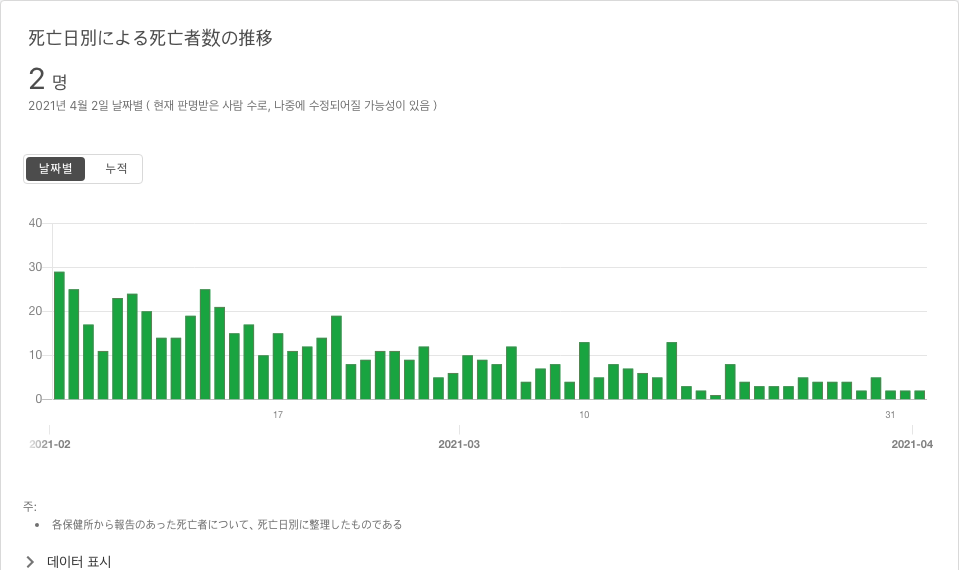 死亡日別による死亡者数の推移
2 명
2021년 4월 2일 날짜별 ( 현재 판명받은 사람 수로, 나중에 수정되어질 가능성이 있음 )
날짜별 누적
40
30
20
10
0
17 10 31
2021-02 2021-03 2021-04
주:
• 各保健所から報告のあった死亡者について、死亡日別に整理したものである
데이터 표시